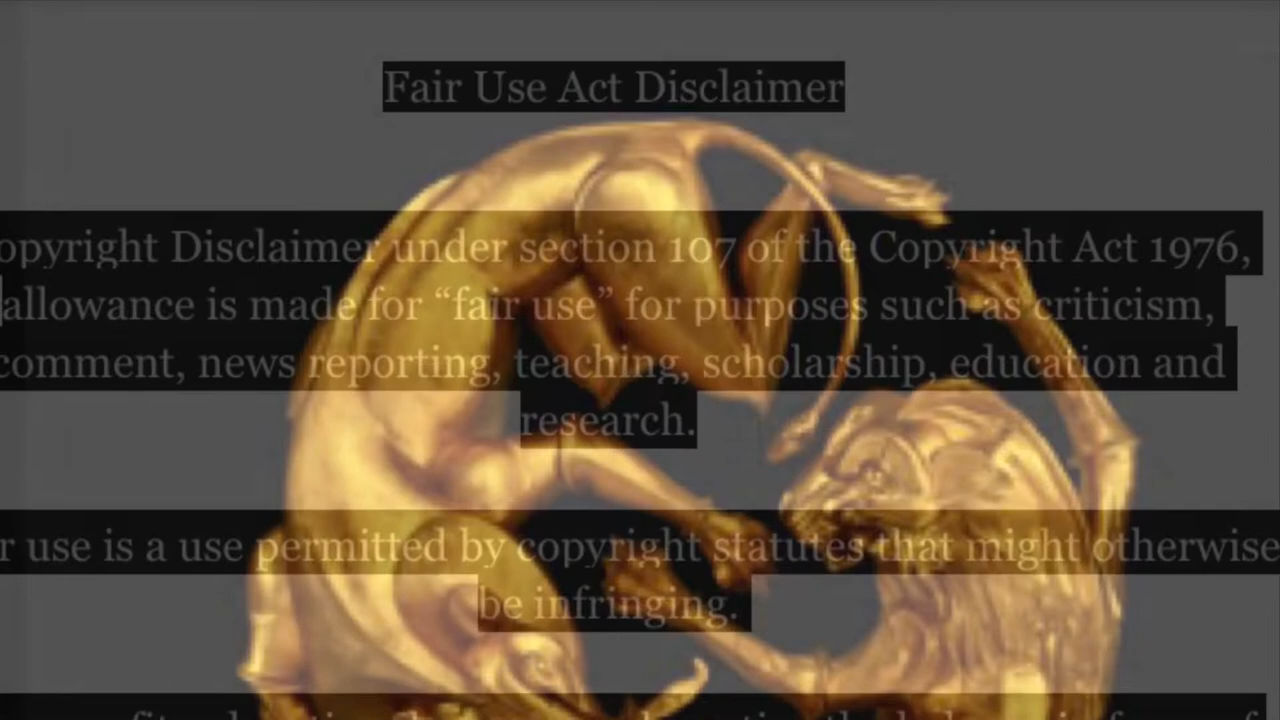 Fair Use Act Disclaimer
opyright Disclaimer under section 107 of the Copyright Act 1976,
allowance is made for “fair use” for purposes such as criticism,
comment, news reporting, teaching, scholarship, education and
research.
r use is a use permitted by copyright statutes that might otherwise
be infringing.